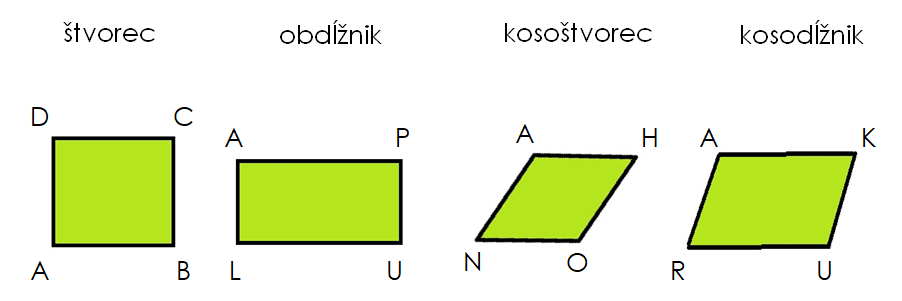 štvorec obdĺžnik kosoštvorec kosodĺžnik
D C
A P
A H
A K
A B
L U
N O
R U